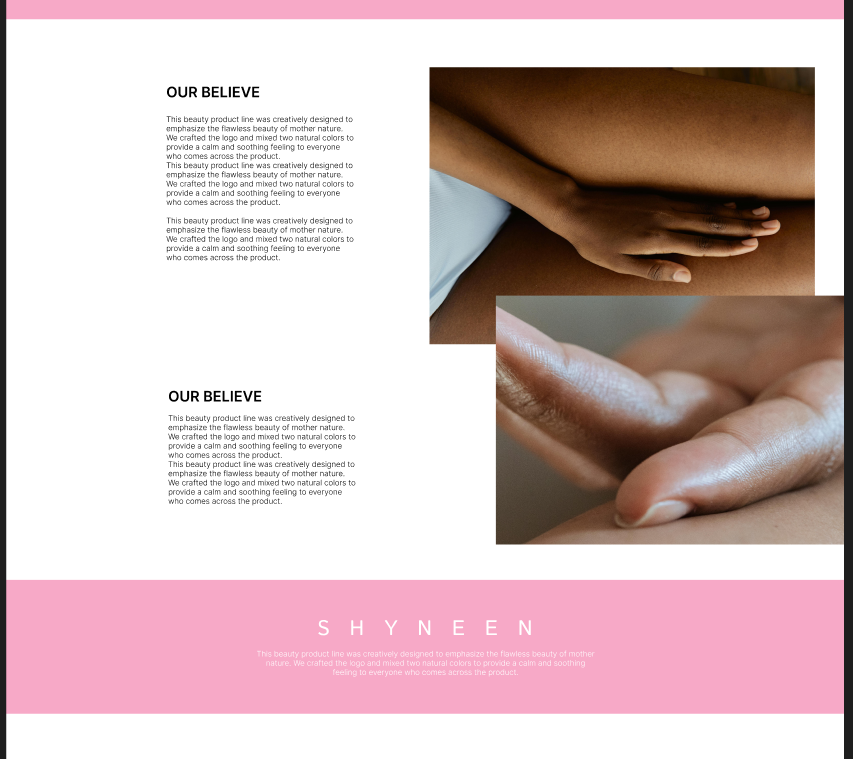 OUR BELIEVE
This beauty product line was creatively designed to
emphasize the flawless beauty of mother nature.
We crafted the logo and mixed two natural colors to
provide a calm and soothing feeling to everyone
who comes across the product.
This beauty product line was creatively designed to
emphasize the flawless beauty of mother nature.
We crafted the logo and mixed two natural colors to
provide a calm and soothing feeling to everyone
who comes across the product.
This beauty product line was creatively designed to
emphasize the flawless beauty of mother nature.
We crafted the logo and mixed two natural colors to
provide a calm and soothing feeling to everyone
who comes across the product.
OUR BELIEVE
This beauty product line was creatively designed to
emphasize the flawless beauty of mother nature.
We crafted the logo and mixed two natural colors to
provide a calm and soothing feeling to everyone
who comes across the product.
This beauty product line was creatively designed to
emphasize the flawless beauty of mother nature.
We crafted the logo and mixed two natural colors to
provide a calm and soothing feeling to everyone
who comes across the product.
SHYNEEN
This beauty product line was creatively designed to emphasize the flawless beauty of mother
nature. We crafted the logo and mixed two natural colors to provide a calm and soothing
feeling to everyone who comes across the product.